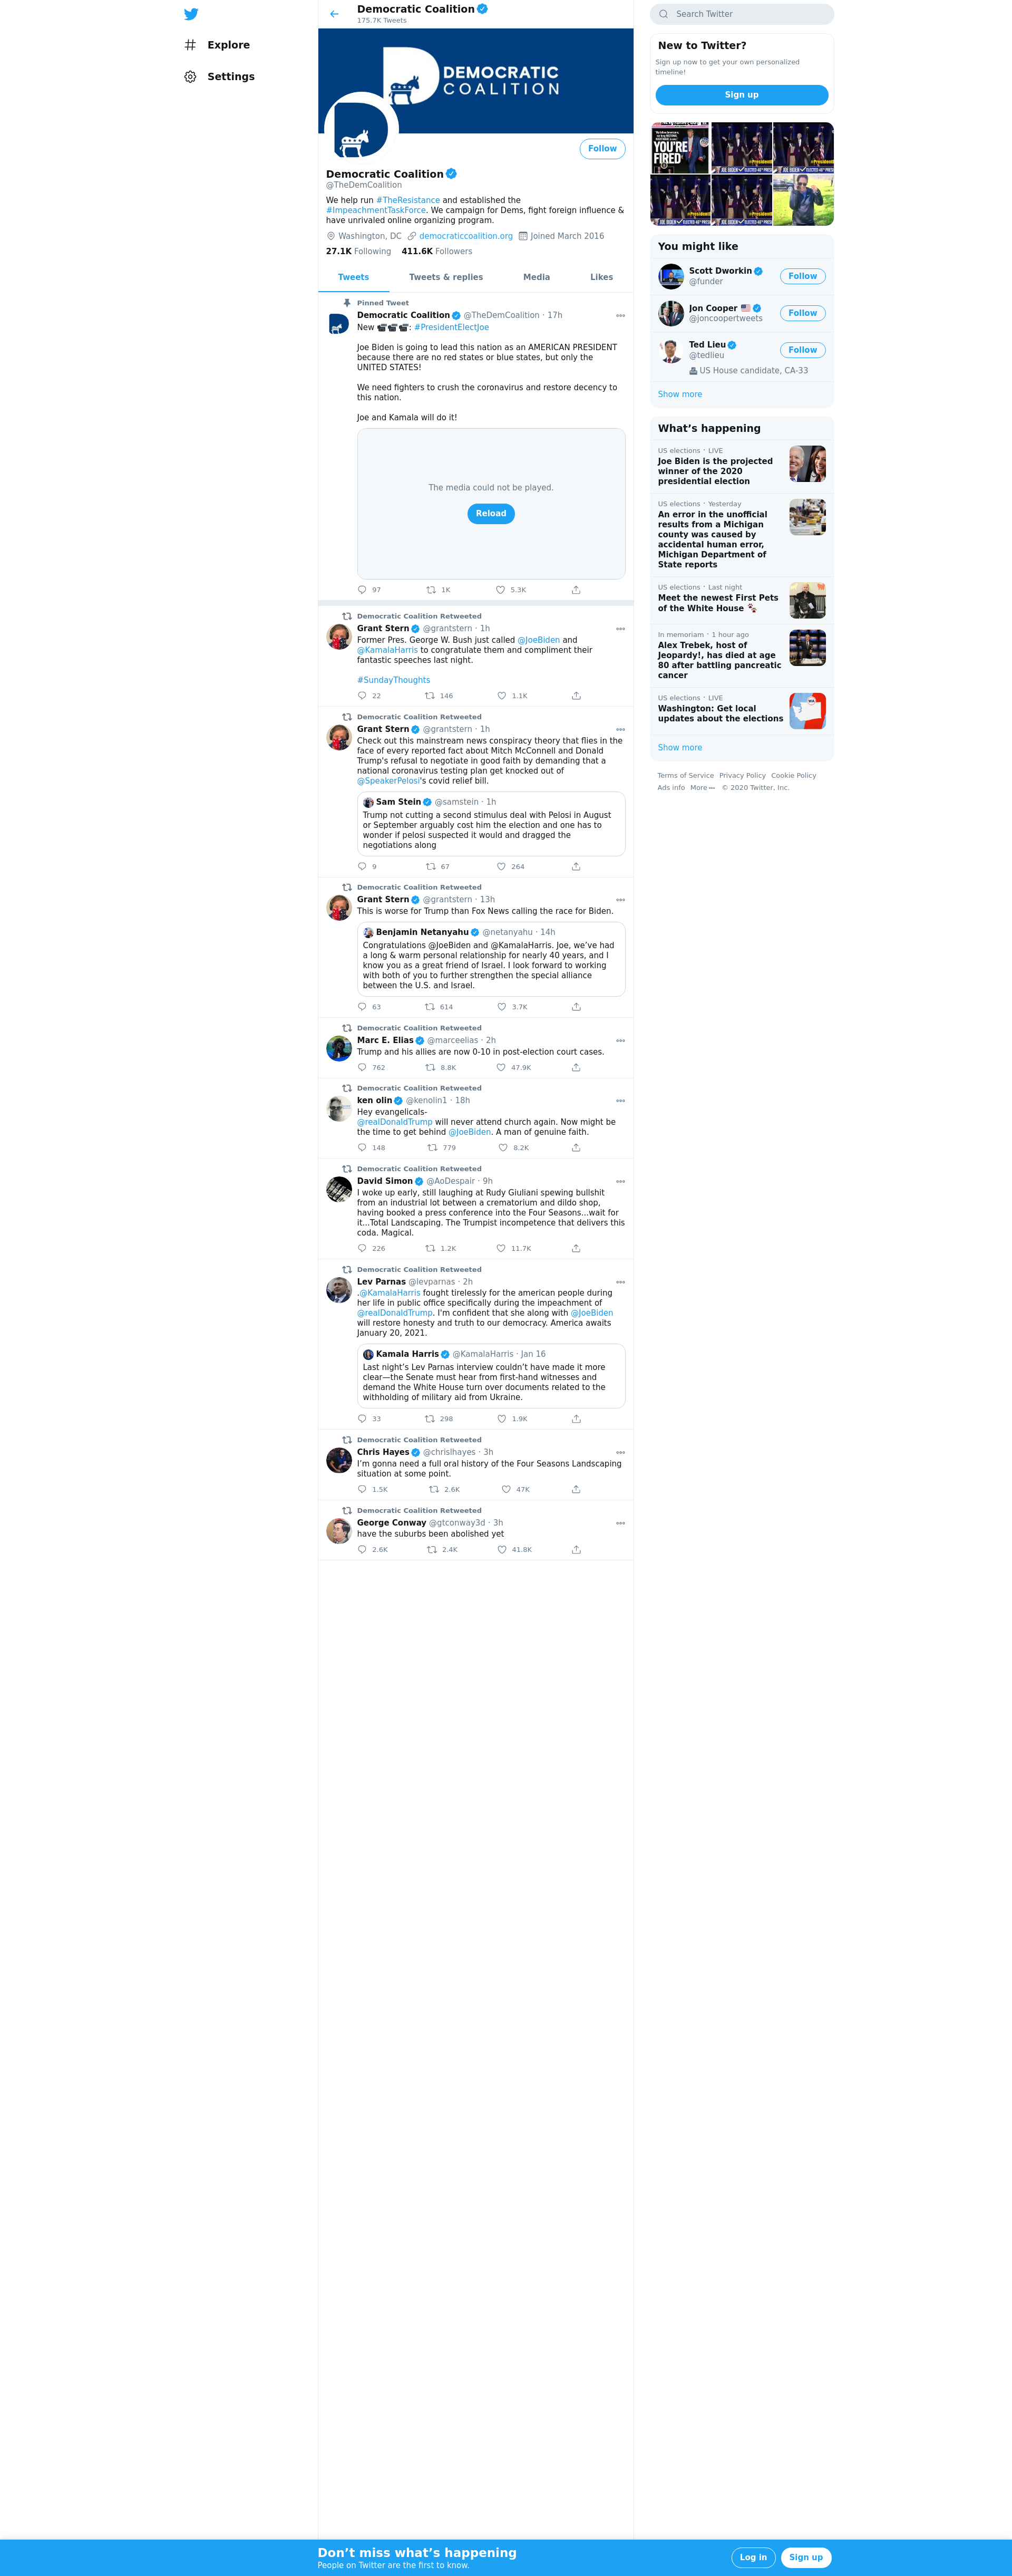 Explore
Settings
Democratic Coalition
175.7K Tweets
DEMOCRATIC
COALITION
Follow
Democratic Coalition
@TheDemCoalition
We help run #TheResistance and established the
#ImpeachmentTaskForce. We campaign for Dems, fight foreign influence &
have unrivaled online organizing program.
Washington, DC democraticcoalition.org Joined March 2016
27.1K Following 411.6K Followers
Tweets Tweets & replies Media Likes
Pinned Tweet
Democratic Coalition @TheDemCoalition · 17h
New 📹📹📹: #PresidentElectJoe
Joe Biden is going to lead this nation as an AMERICAN PRESIDENT
because there are no red states or blue states, but only the
UNITED STATES!
We need fighters to crush the coronavirus and restore decency to
this nation.
Joe and Kamala will do it!
The media could not be played.
Reload
97 1K 5.3K
Democratic Coalition Retweeted
Grant Stern @grantstern · 1h
Former Pres. George W. Bush just called @JoeBiden and
@KamalaHarris to congratulate them and compliment their
fantastic speeches last night.
#SundayThoughts
22 146 1.1K
Democratic Coalition Retweeted
Grant Stern @grantstern · 1h
Check out this mainstream news conspiracy theory that flies in the
face of every reported fact about Mitch McConnell and Donald
Trump's refusal to negotiate in good faith by demanding that a
national coronavirus testing plan get knocked out of
@SpeakerPelosi's covid relief bill.
Sam Stein @samstein · 1h
Trump not cutting a second stimulus deal with Pelosi in August
or September arguably cost him the election and one has to
wonder if pelosi suspected it would and dragged the
negotiations along
9 67 264
Democratic Coalition Retweeted
Grant Stern @grantstern · 13h
This is worse for Trump than Fox News calling the race for Biden.
Benjamin Netanyahu @netanyahu · 14h
Congratulations @JoeBiden and @KamalaHarris. Joe, we've had
a long & warm personal relationship for nearly 40 years, and I
know you as a great friend of Israel. I look forward to working
with both of you to further strengthen the special alliance
between the U.S. and Israel.
63 614 3.7K
Democratic Coalition Retweeted
Marc E. Elias @marceelias · 2h
Trump and his allies are now 0-10 in post-election court cases.
762 8.8K 47.9K
Democratic Coalition Retweeted
ken olin @kenolin1 · 18h
Hey evangelicals-
@realDonaldTrump will never attend church again. Now might be
the time to get behind @JoeBiden. A man of genuine faith.
148 779 8.2K
Democratic Coalition Retweeted
David Simon @AoDespair · 9h
I woke up early, still laughing at Rudy Giuliani spewing bullshit
from an industrial lot between a crematorium and dildo shop,
having booked a press conference into the Four Seasons...wait for
it...Total Landscaping. The Trumpist incompetence that delivers this
coda. Magical.
226 1.2K 11.7K
Democratic Coalition Retweeted
Lev Parnas @levparnas · 2h
.@KamalaHarris fought tirelessly for the american people during
her life in public office specifically during the impeachment of
@realDonaldTrump. I'm confident that she along with @JoeBiden
will restore honesty and truth to our democracy. America awaits
January 20, 2021.
Kamala Harris @KamalaHarris · Jan 16
Last night's Lev Parnas interview couldn't have made it more
clear—the Senate must hear from first-hand witnesses and
demand the White House turn over documents related to the
withholding of military aid from Ukraine.
33 298 1.9K
Democratic Coalition Retweeted
Chris Hayes @chrislhayes · 3h
I'm gonna need a full oral history of the Four Seasons Landscaping
situation at some point.
1.5K 2.6K 47K
Democratic Coalition Retweeted
George Conway @gtconway3d · 3h
have the suburbs been abolished yet
2.6K 2.4K 41.8K
Search Twitter
New to Twitter?
Sign up now to get your own personalized
timeline!
Sign up
YOU'RE
FIRED
You might like
Scott Dworkin
@funder
Follow
Jon Cooper 🇺🇸
@joncoopertweets
Follow
Ted Lieu
@tedlieu
Follow
US House candidate, CA-33
Show more
What's happening
US elections · LIVE
Joe Biden is the projected
winner of the 2020
presidential election
US elections · Yesterday
An error in the unofficial
results from a Michigan
county was caused by
accidental human error,
Michigan Department of
State reports
US elections · Last night
Meet the newest First Pets
of the White House 🐾
In memoriam · 1 hour ago
Alex Trebek, host of
Jeopardy!, has died at age
80 after battling pancreatic
cancer
US elections · LIVE
Washington: Get local
updates about the elections
Show more
Terms of Service Privacy Policy Cookie Policy
Ads info More © 2020 Twitter, Inc.
Don't miss what's happening
People on Twitter are the first to know.
Log in
Sign up